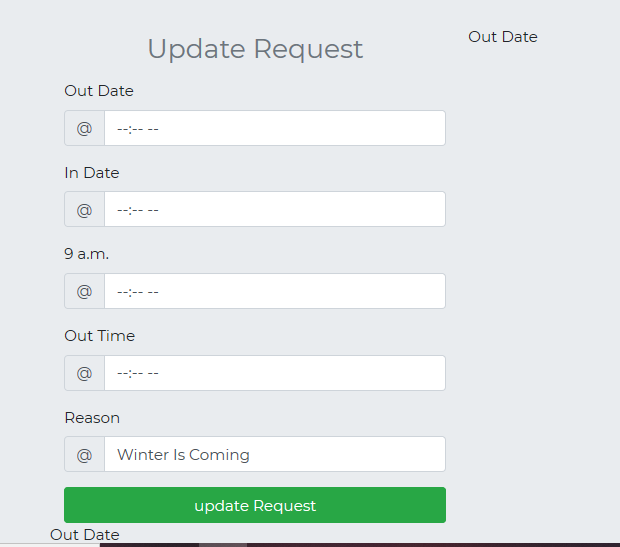 Update Request
Out Date
Out Date
@ --:-- --
In Date
@ --:-- --
9 a.m.
@ --:-- --
Out Time
@ --:-- --
Reason
@ Winter Is Coming
update Request
Out Date